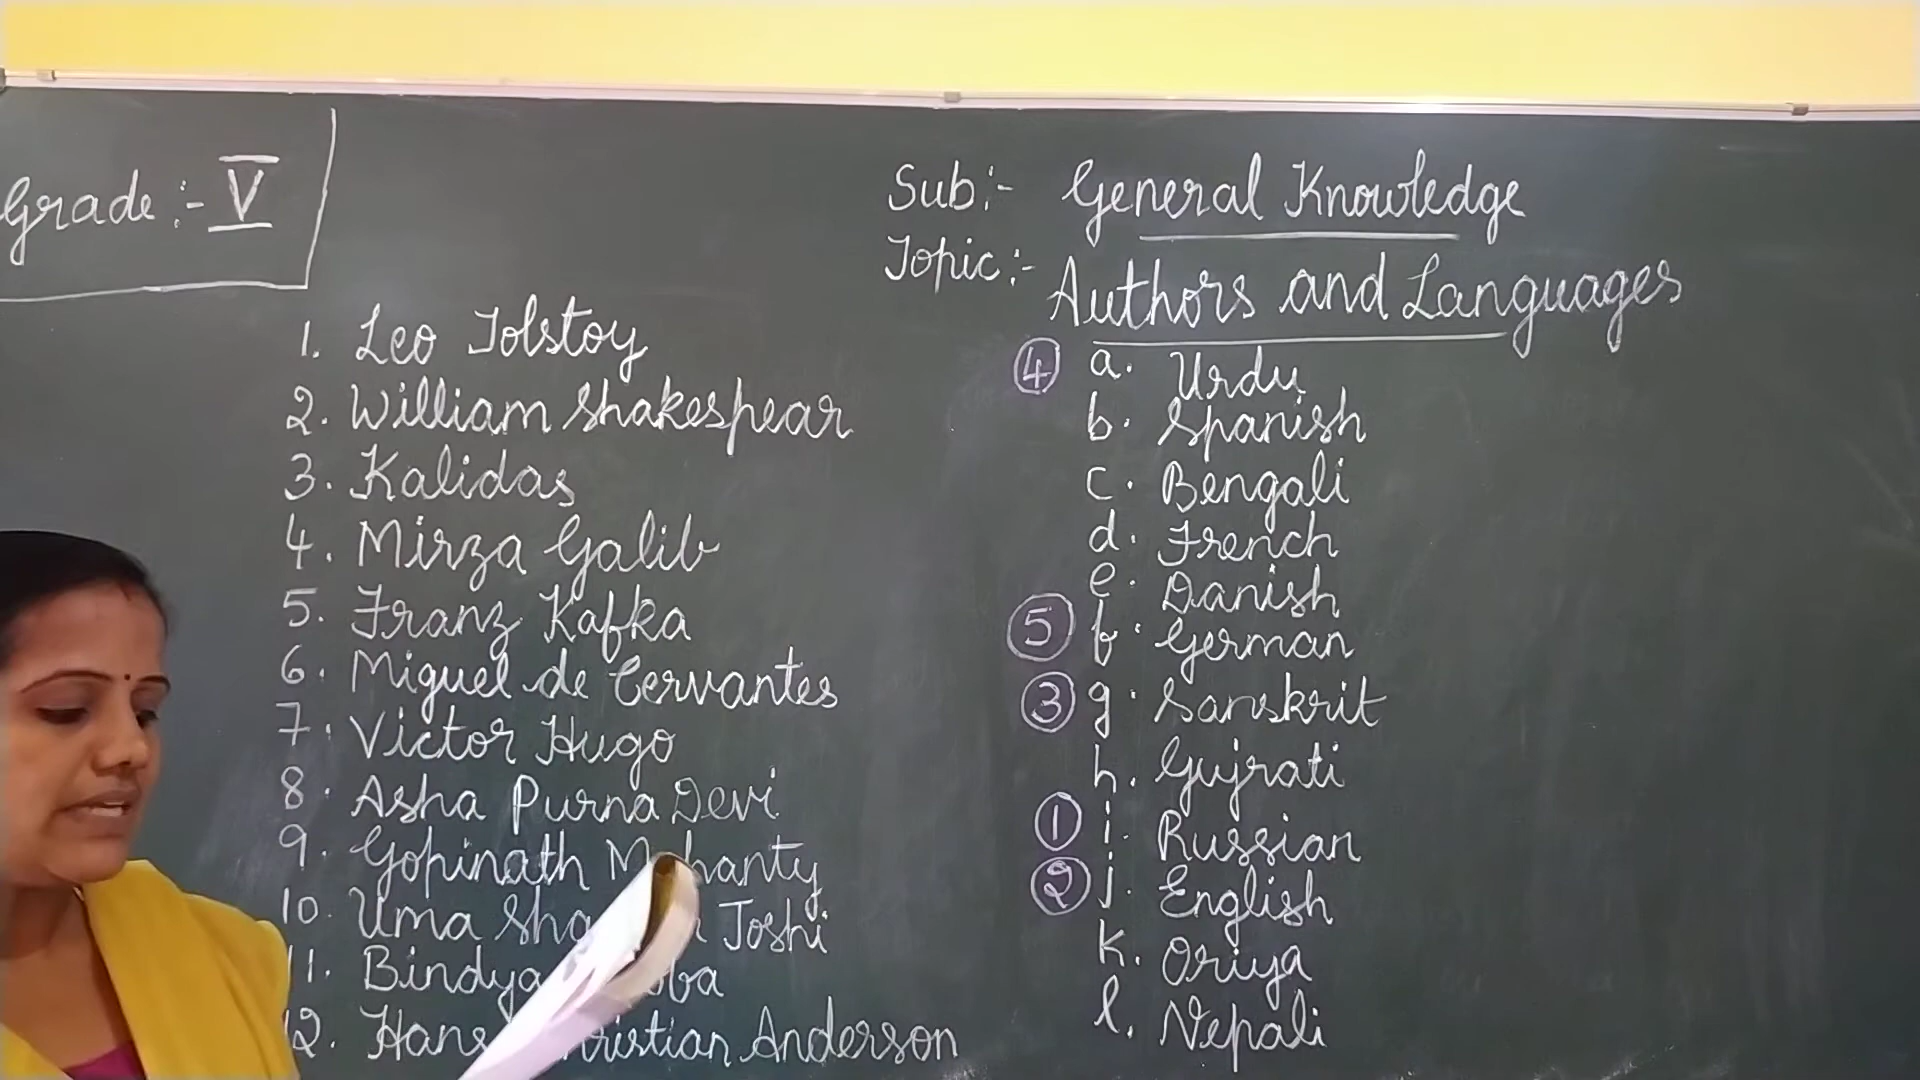 Grade:- V
Sub:- General Knowledge
Topic:- Authors and Languages
1. Leo Tolstoy
2. William Shakespear
3. Kalidas
4. Mirza Galib
5. Franz Kafka
6. Miguel de Cervantes
7. Victor Hugo
8. Asha Purna Devi
9. Gopinath
10. Uma Joshi
11.
12. Anderson
4 a. Urdu
b. Spanish
c. Bengali
d. French
e. Danish
5 f. German
3 g. Sanskrit
h. Gujrati
1 i. Russian
2 j. English
k. Oriya
l. Nepali